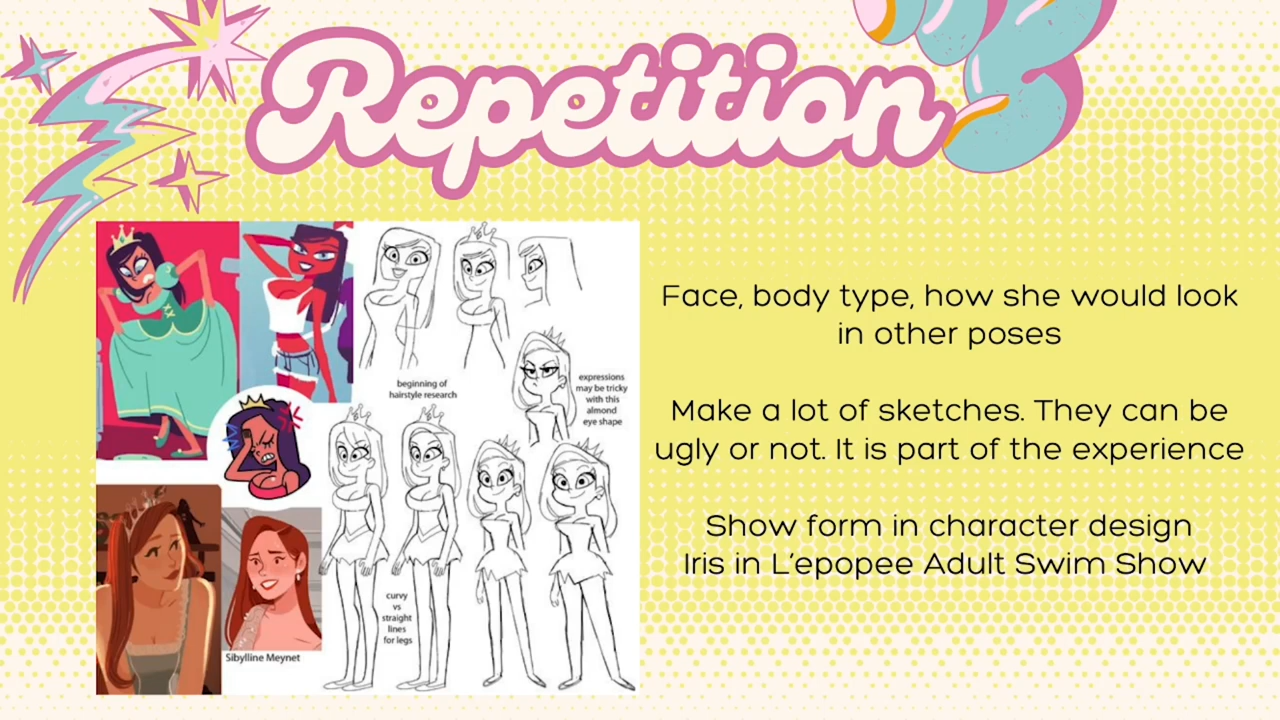 Repetition
beginning of
hairstyle research
expressions
may be tricky
with this
almond
eye shape
curvy
vs
straight
lines
for legs
Sibylline Meynet
Face, body type, how she would look
in other poses
Make a lot of sketches. They can be
ugly or not. It is part of the experience
Show form in character design
Iris in L'epopee Adult Swim Show